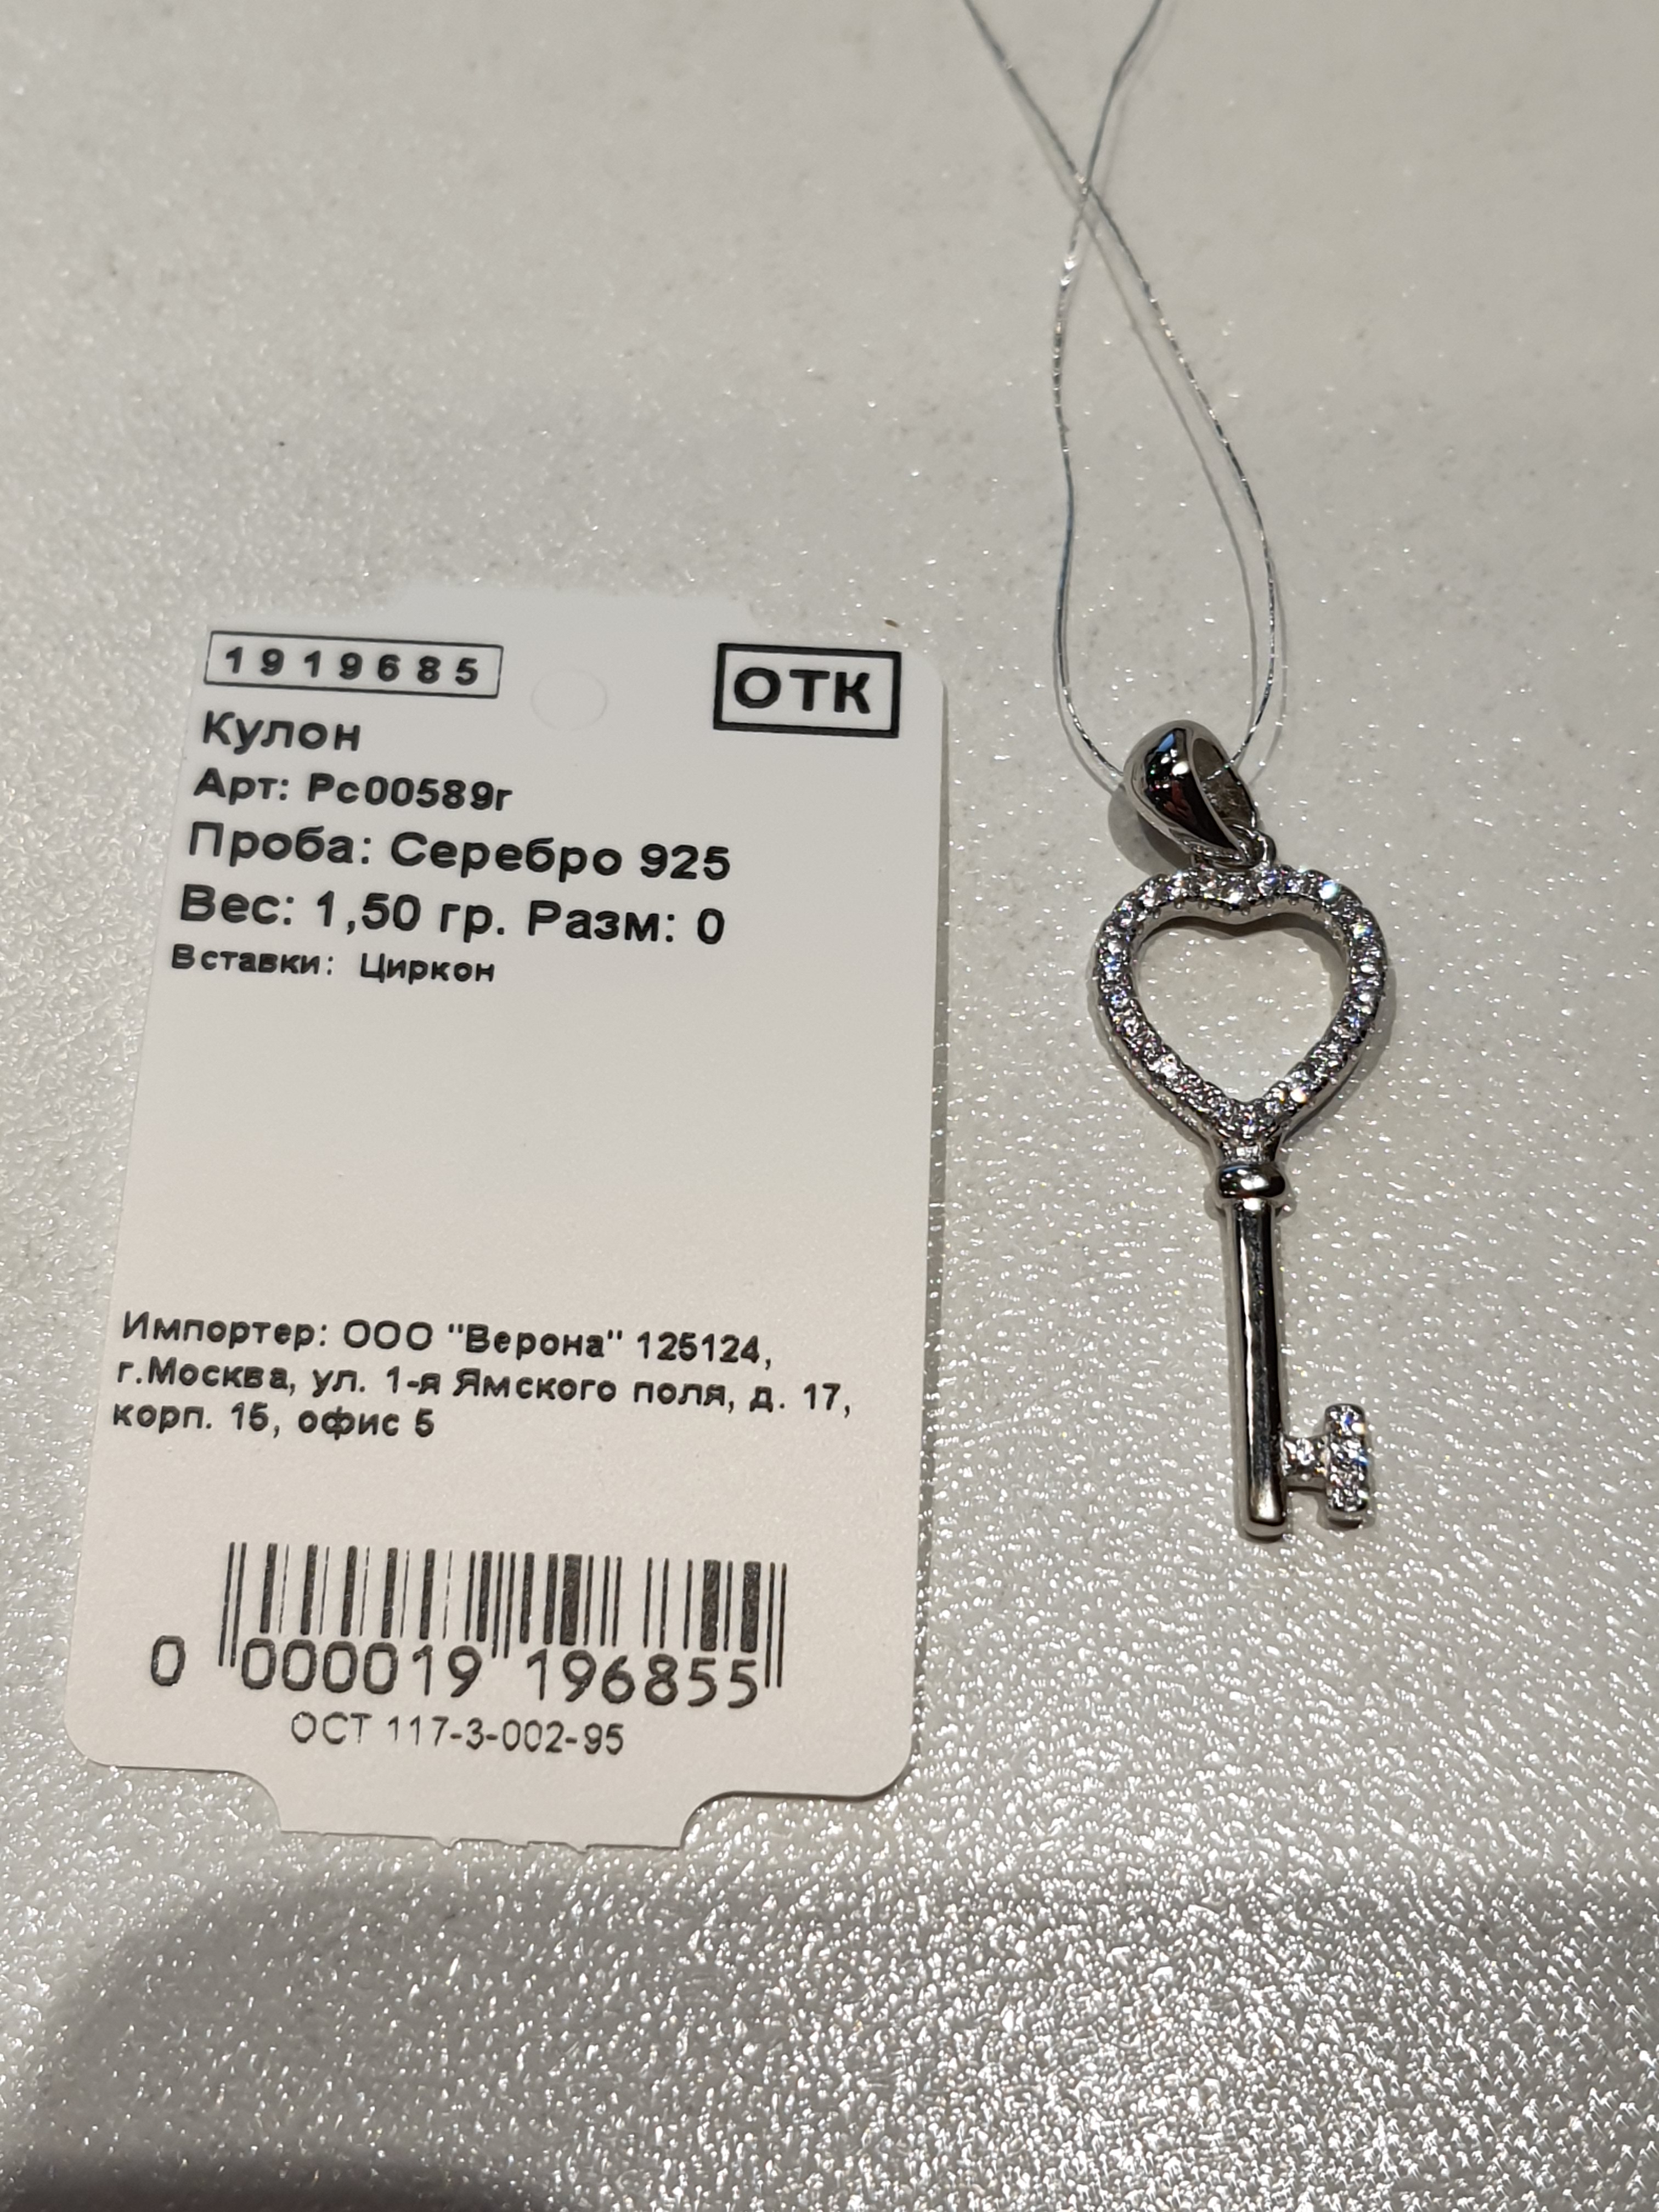 1919685
ОТК
Кулон
Арт: Рс00589г
Проба: Серебро 925
Вес: 1,50 гр. Разм: 0
Вставки: Циркон
Импортер: ООО "Верона" 125124,
г.Москва, ул. 1-я Ямского поля, д. 17,
корп. 15, офис 5
0 000019 196855
ОСТ 117-3-002-95